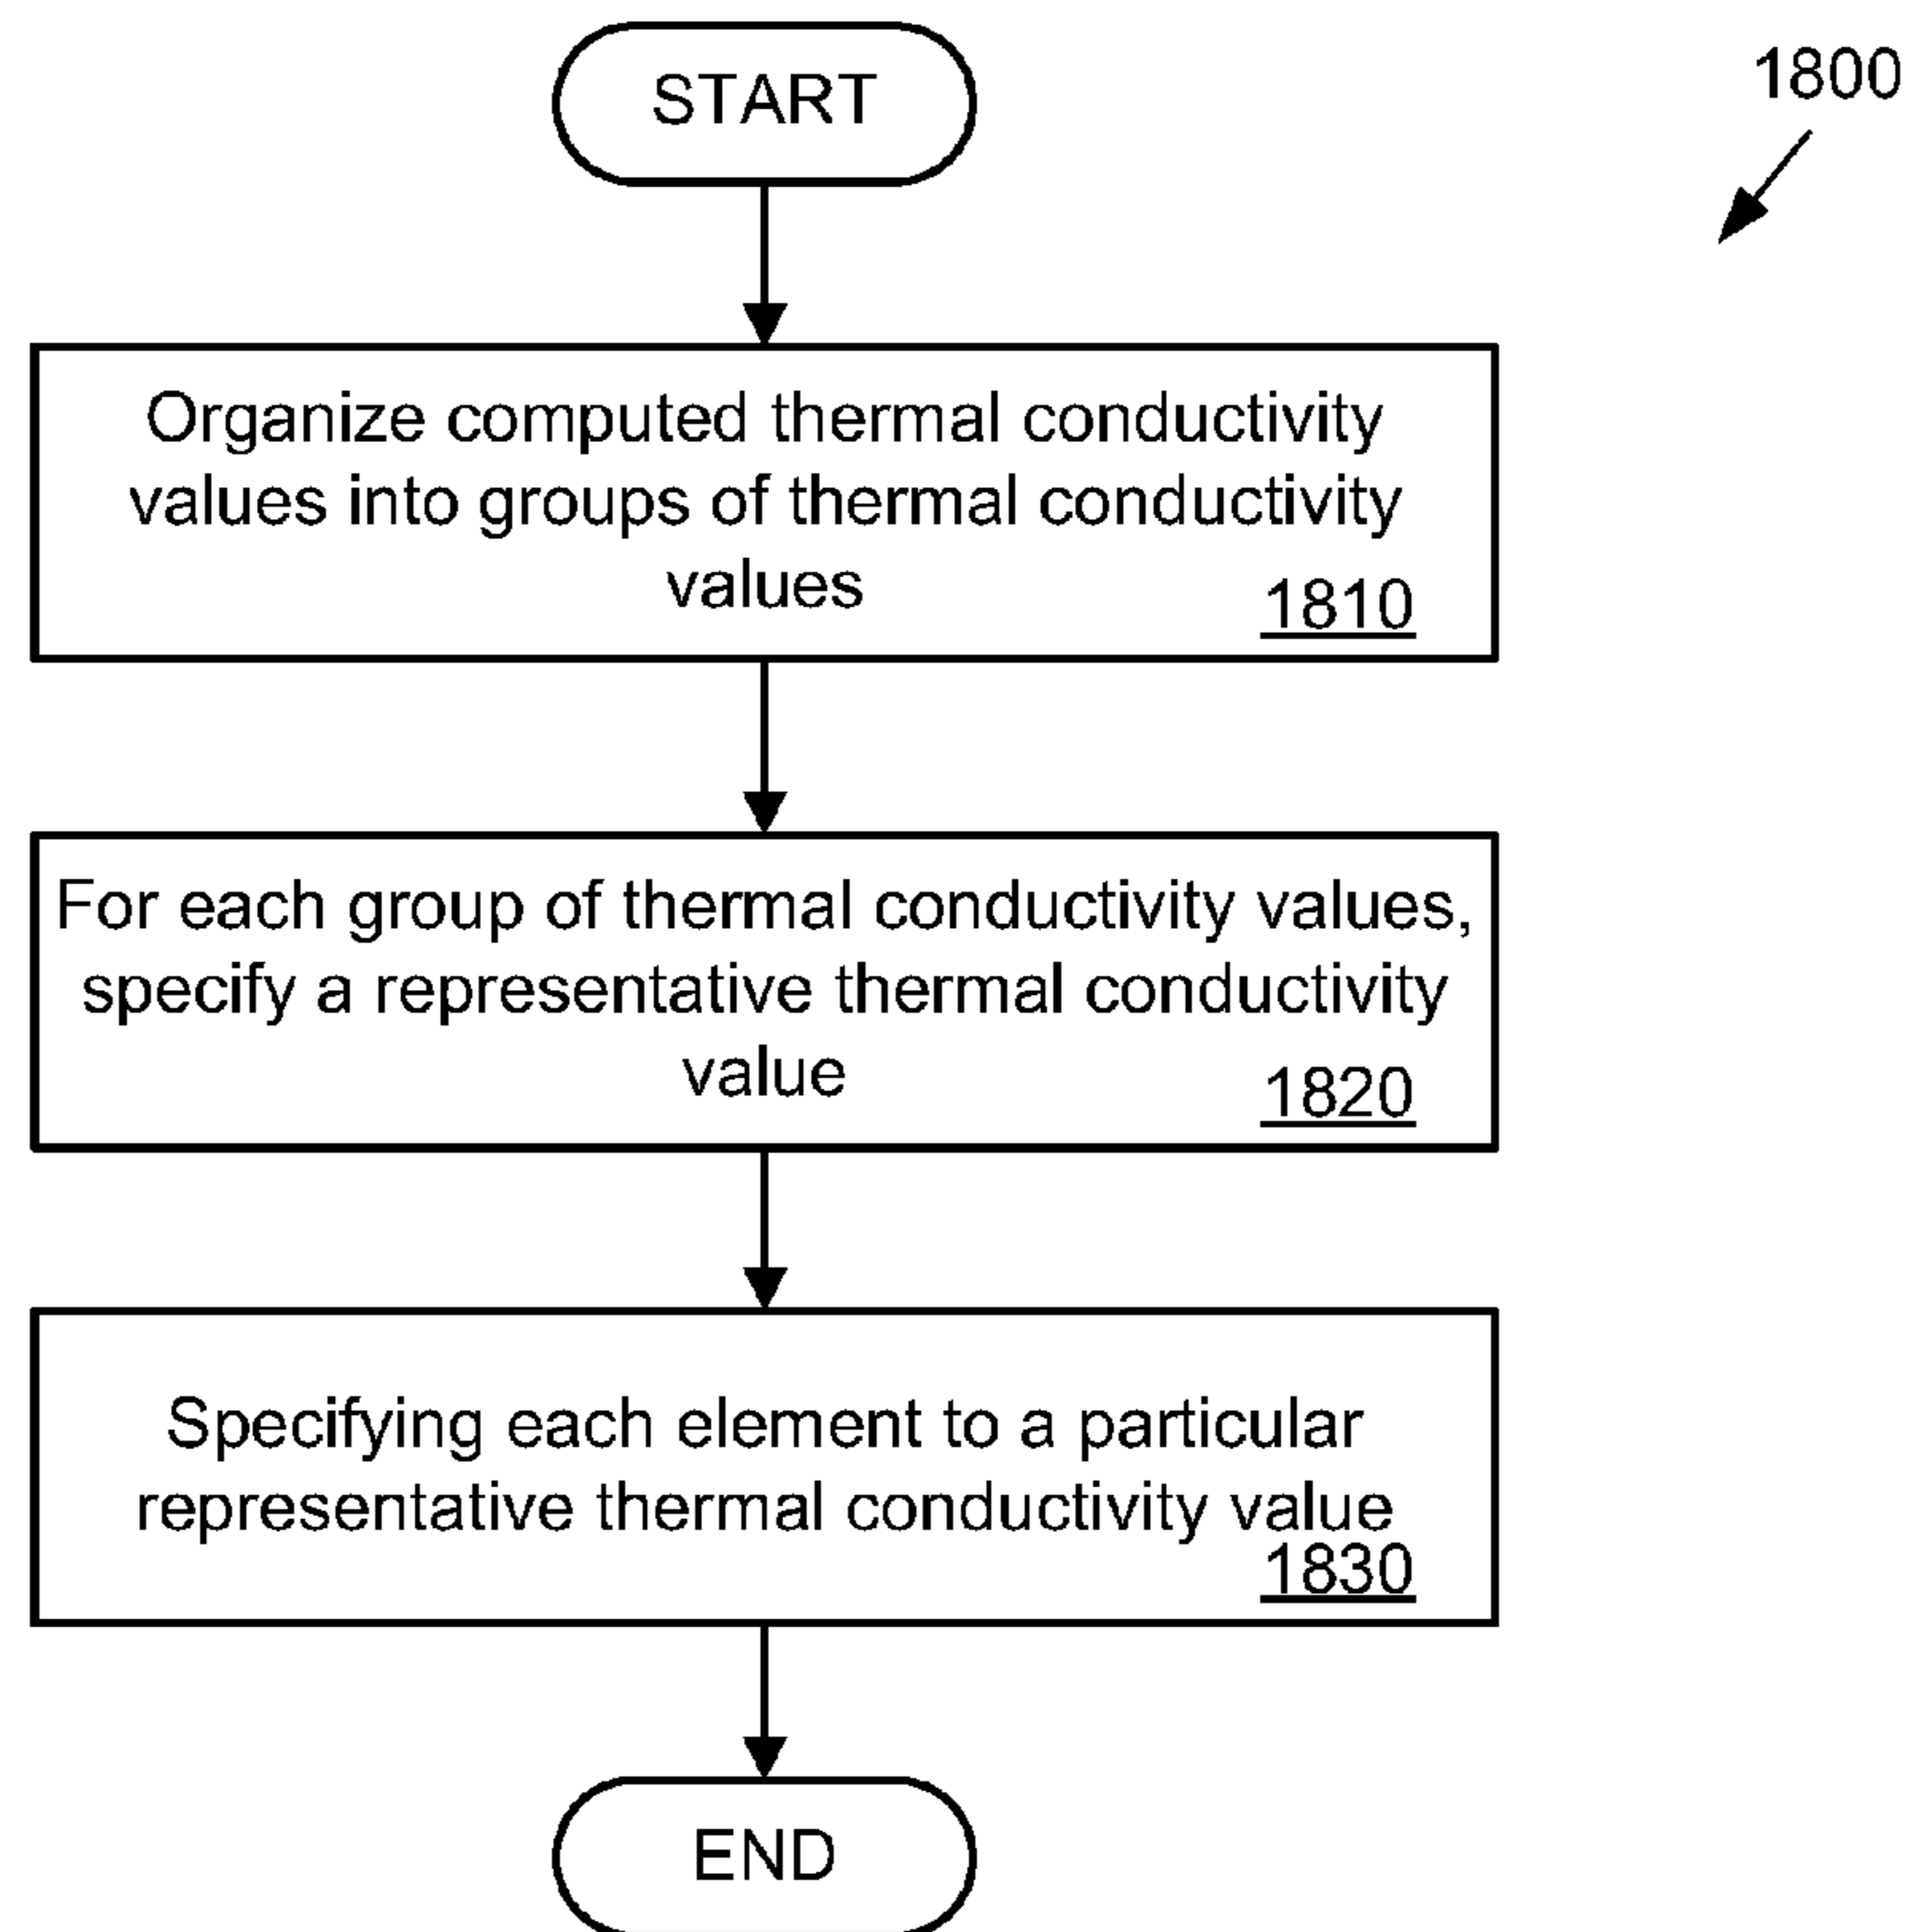 START
1800
Organize computed thermal conductivity
values into groups of thermal conductivity
values
1810
For each group of thermal conductivity values,
specify a representative thermal conductivity
value
1820
Specifying each element to a particular
representative thermal conductivity value
1830
END